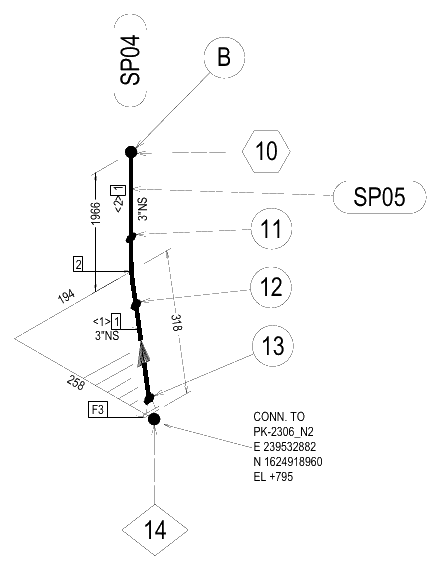 SP04
B
10
<2> 1
SP05
1966
3"NS
11
2
194
12
<1> 1
3"NS
318
13
258
F3
CONN. TO
PK-2306_N2
E 239532882
N 1624918960
EL +795
14